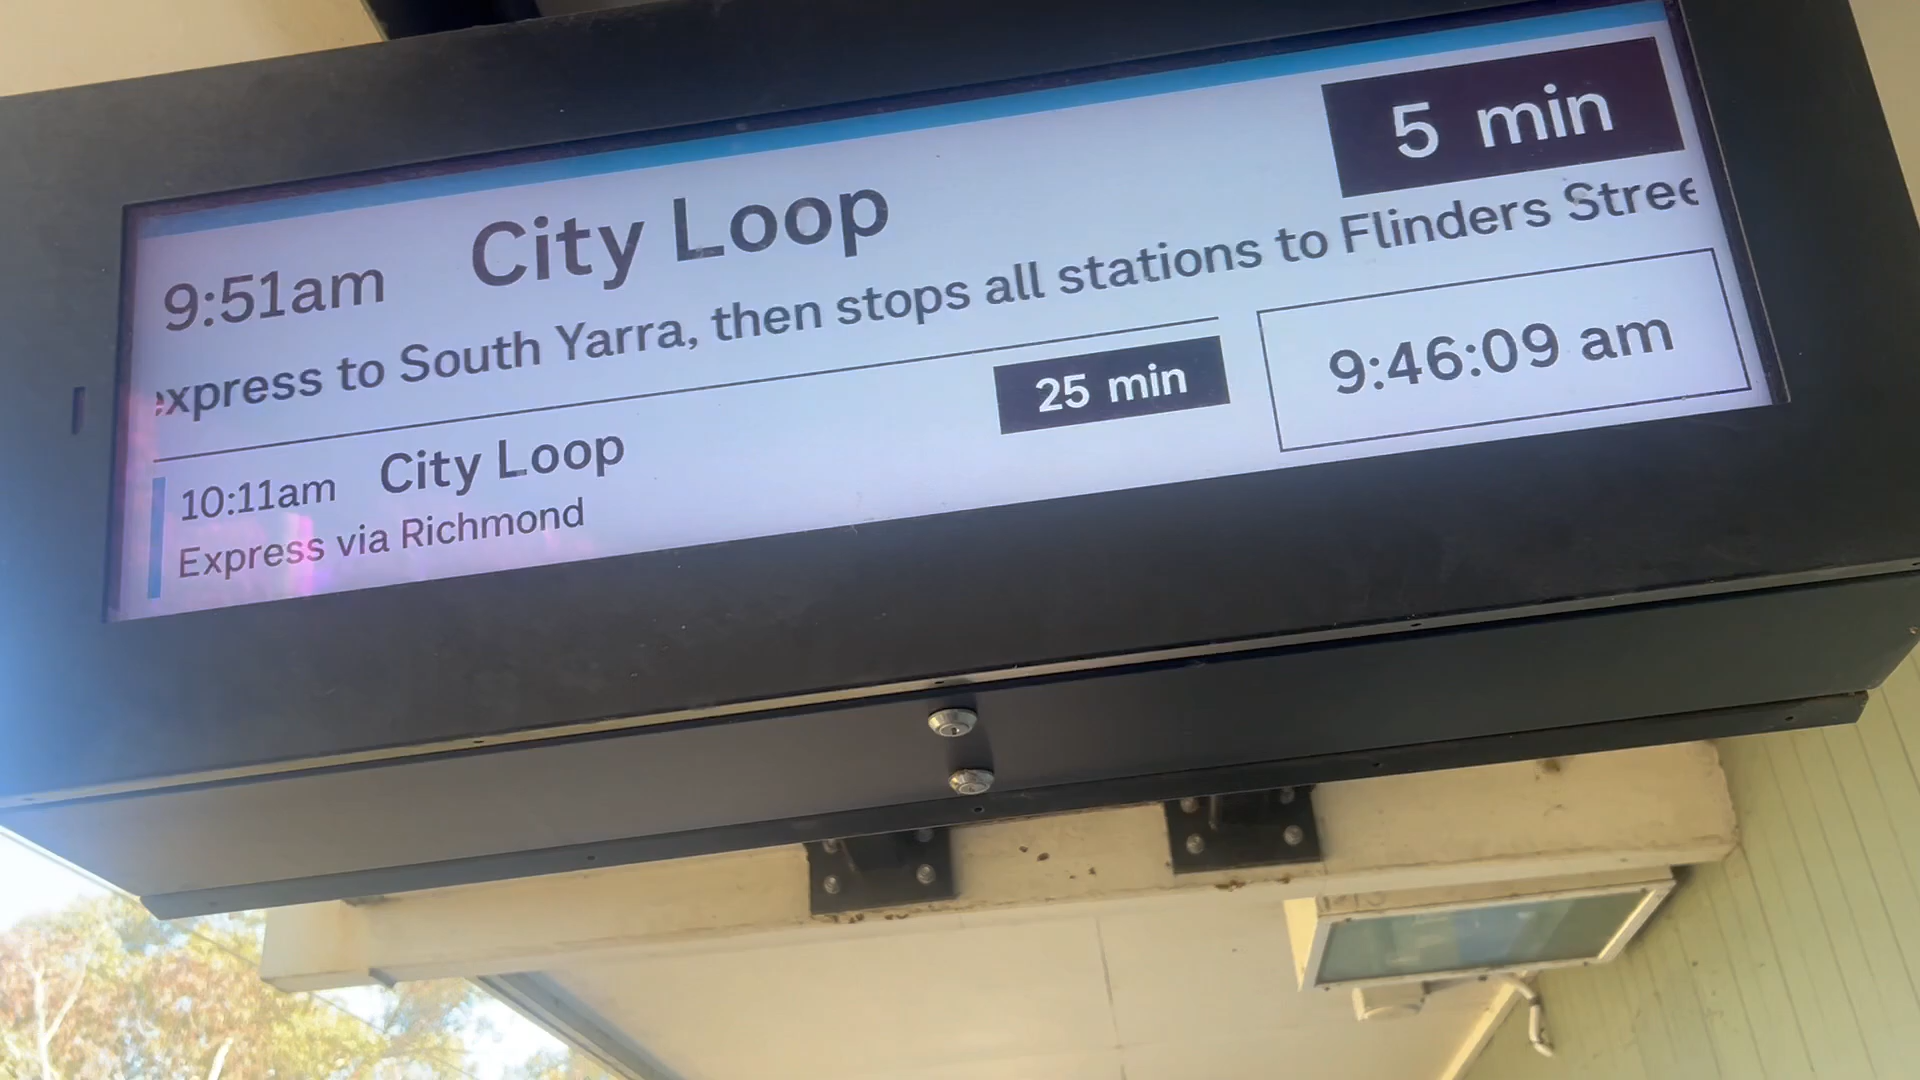 9:51am City Loop 5 min
express to South Yarra, then stops all stations to Flinders Stree
10:11am City Loop 25 min
Express via Richmond
9:46:09 am